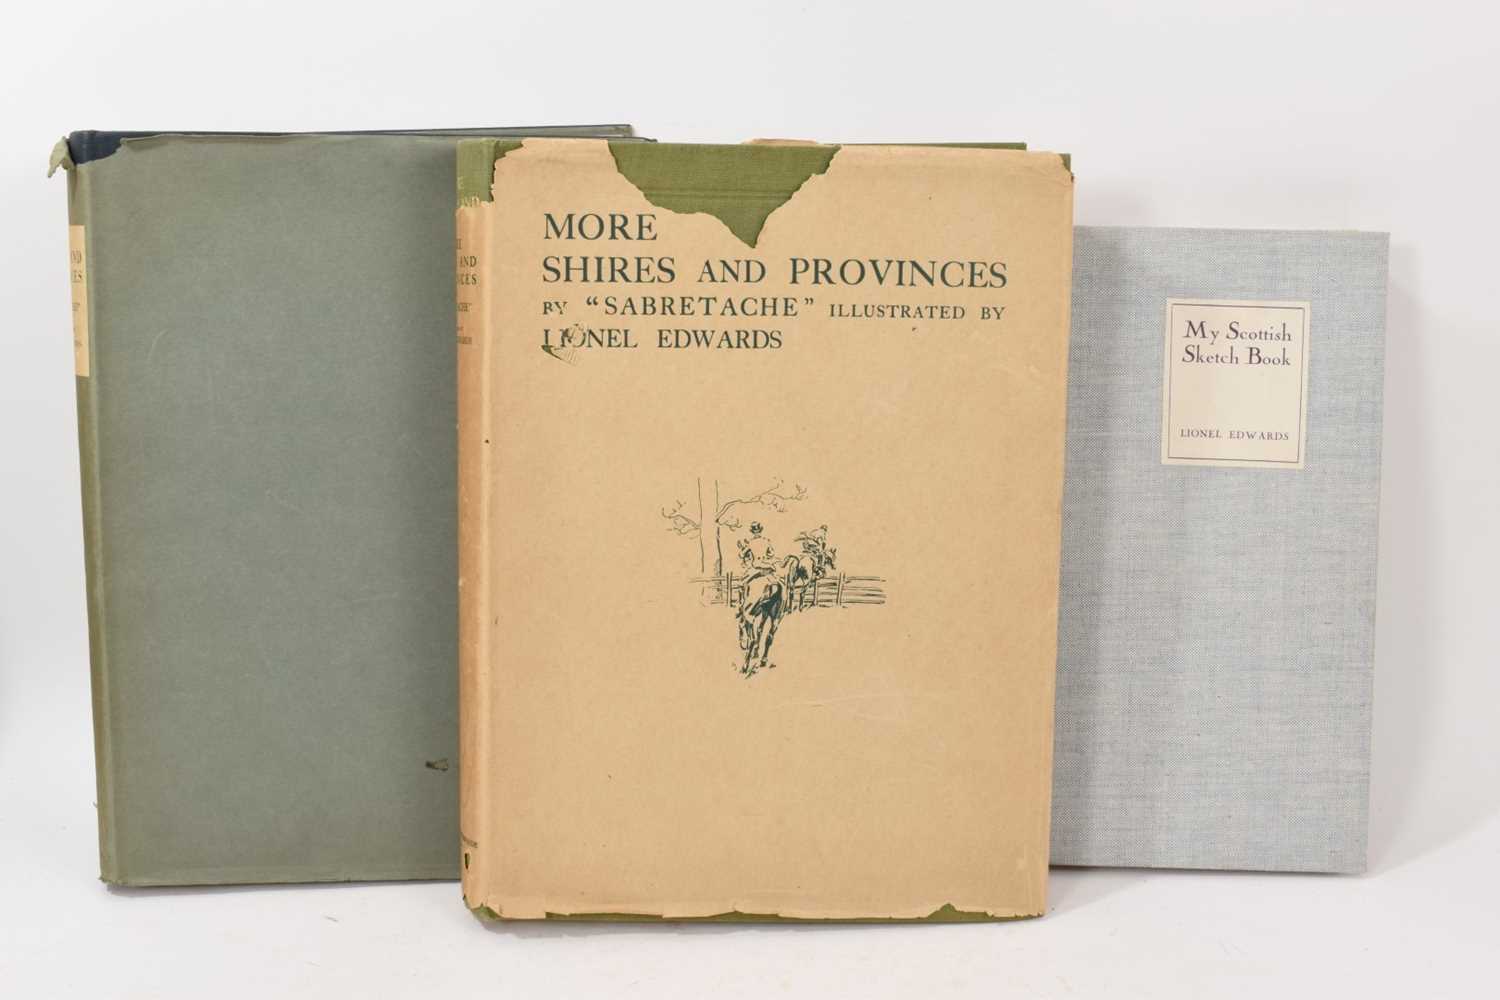 MORE
SHIRES AND PROVINCES
BY "SABRETACHE" ILLUSTRATED BY
LIONEL EDWARDS
My Scottish
Sketch Book
LIONEL EDWARDS